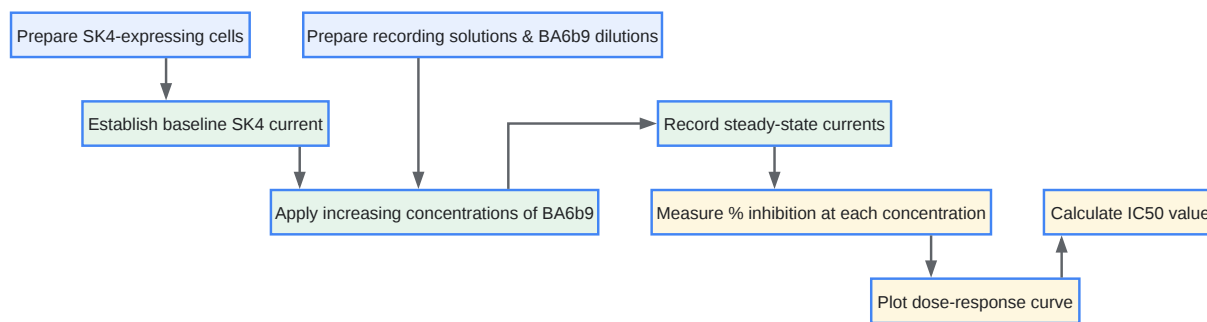 Prepare SK4-expressing cells
Prepare recording solutions & BA6b9 dilutions
Establish baseline SK4 current
Record steady-state currents
Apply increasing concentrations of BA6b9
Measure % inhibition at each concentration
Calculate IC50 value
Plot dose-response curve